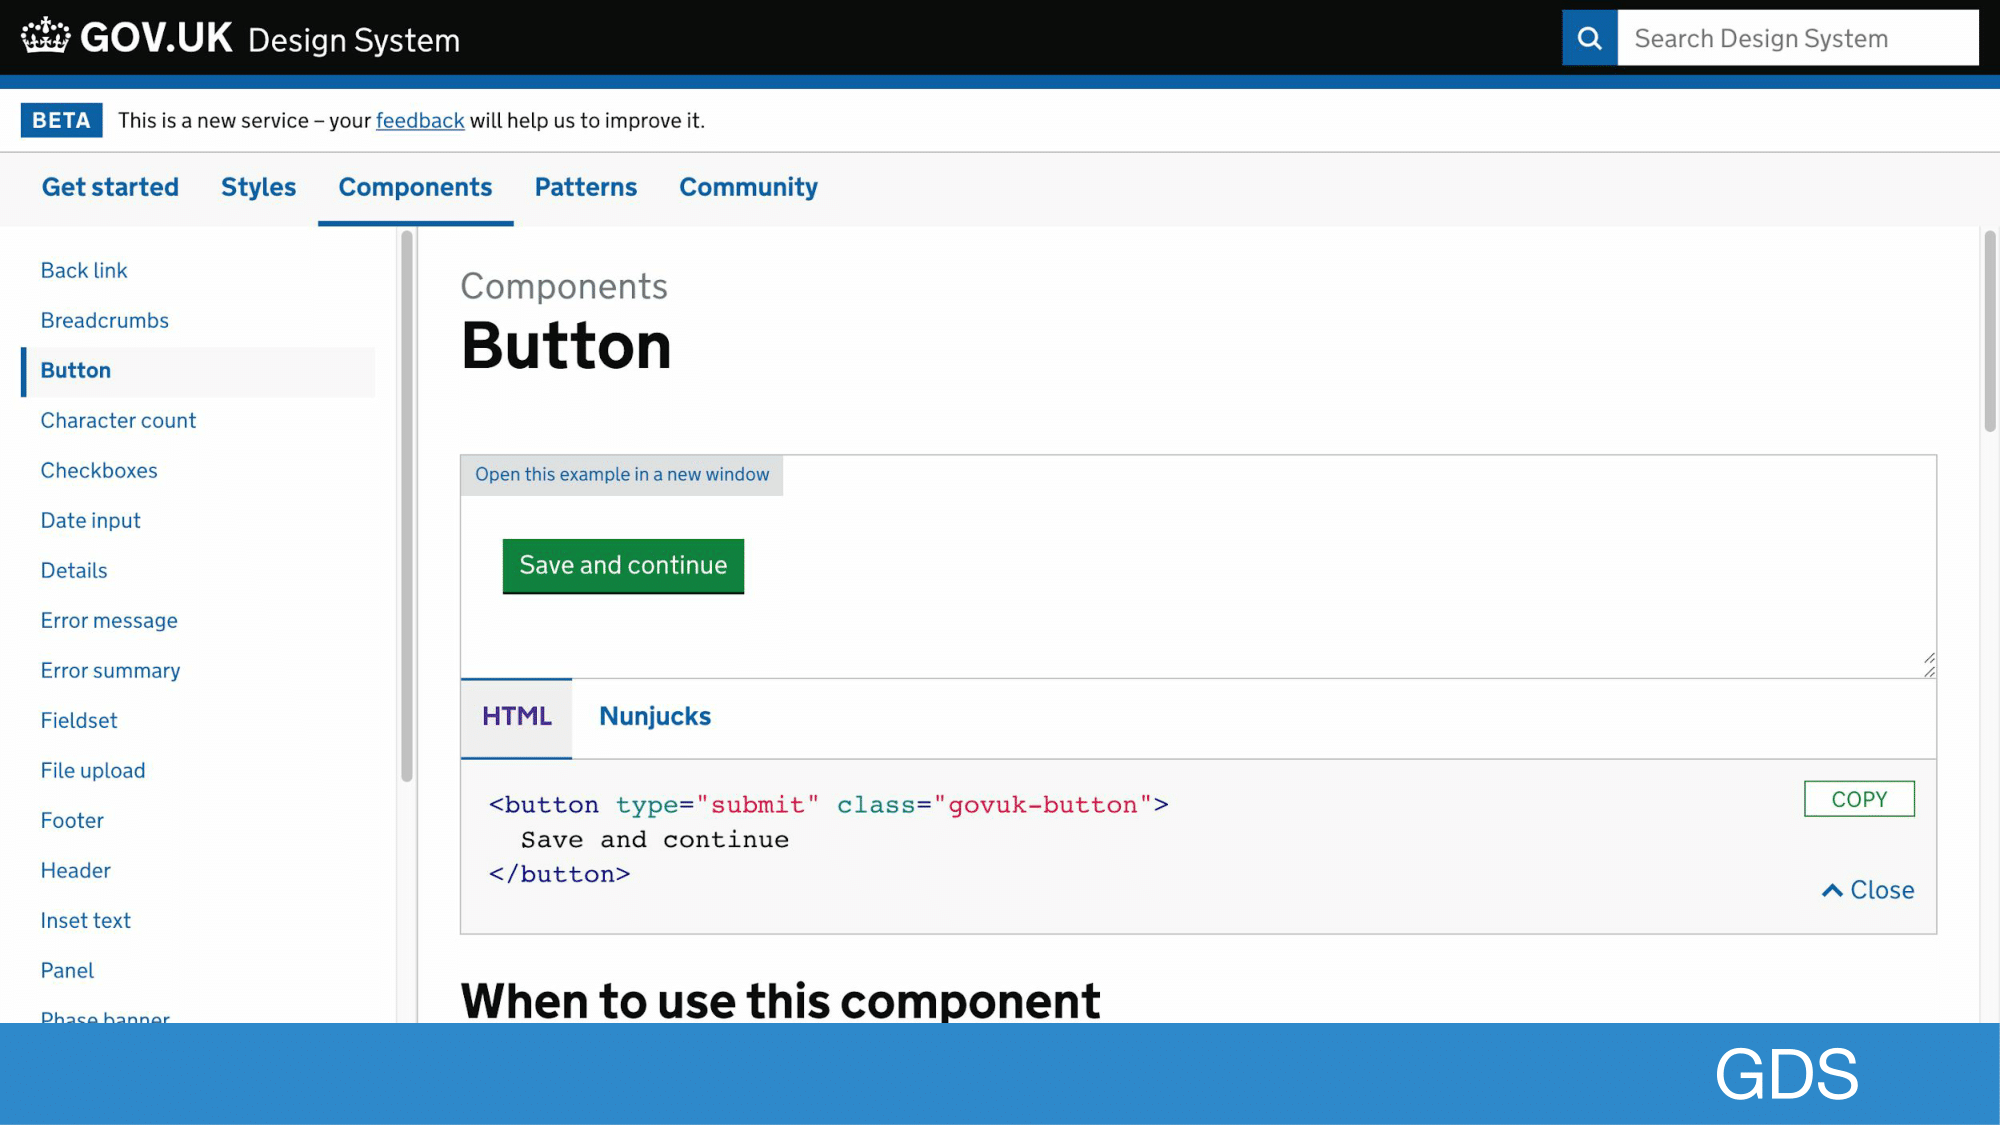 GOV.UK Design System
Search Design System
BETA This is a new service – your feedback will help us to improve it.
Get started Styles Components Patterns Community
Back link
Breadcrumbs
Button
Character count
Checkboxes
Date input
Details
Error message
Error summary
Fieldset
File upload
Footer
Header
Inset text
Panel
Phase banner
Components
Button
Open this example in a new window
Save and continue
HTML Nunjucks
<button type="submit" class="govuk-button">
Save and continue
</button>
COPY
Close
When to use this component
GDS